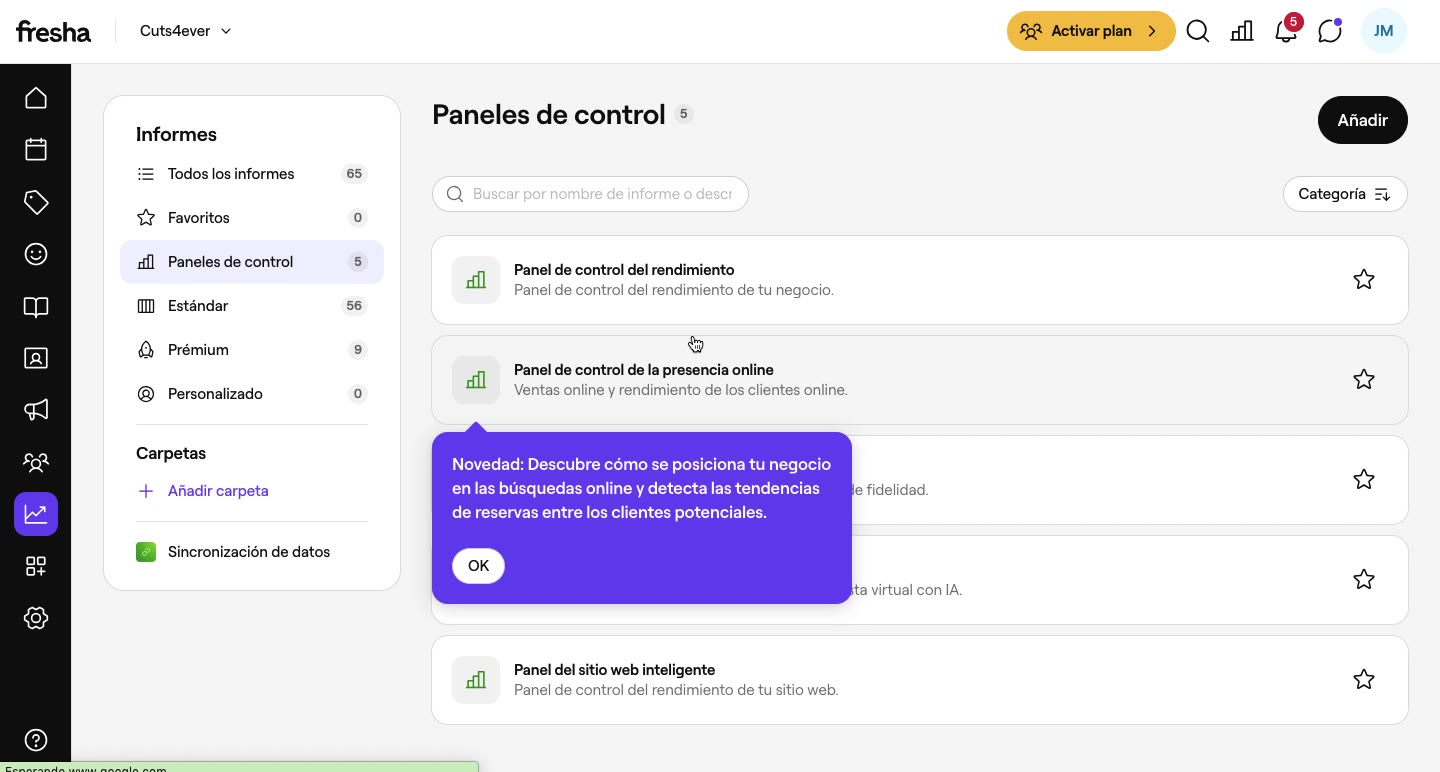 fresha
Cuts4ever
Activar plan
5
JM
Informes
Todos los informes 65
Favoritos 0
Paneles de control 5
Estándar 56
Prémium 9
Personalizado 0
Carpetas
Añadir carpeta
Sincronización de datos
Paneles de control 5
Añadir
Buscar por nombre de informe o descr
Categoría
Panel de control del rendimiento
Panel de control del rendimiento de tu negocio.
Panel de control de la presencia online
Ventas online y rendimiento de los clientes online.
Novedad: Descubre cómo se posiciona tu negocio
en las búsquedas online y detecta las tendencias
de reservas entre los clientes potenciales.
OK
de fidelidad.
virtual con IA.
Panel del sitio web inteligente
Panel de control del rendimiento de tu sitio web.
Esperando www.google.com